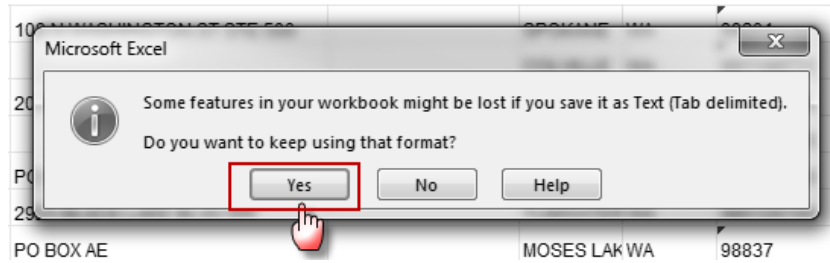 Microsoft Excel
Some features in your workbook might be lost if you save it as Text (Tab delimited).
Do you want to keep using that format?
Yes No Help
PO BOX AE MOSES LAK WA 98837